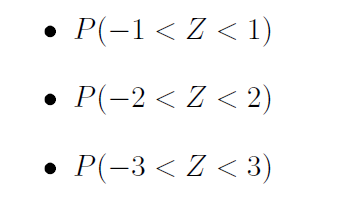 • P(−1 < Z < 1)
• P(−2 < Z < 2)
• P(−3 < Z < 3)